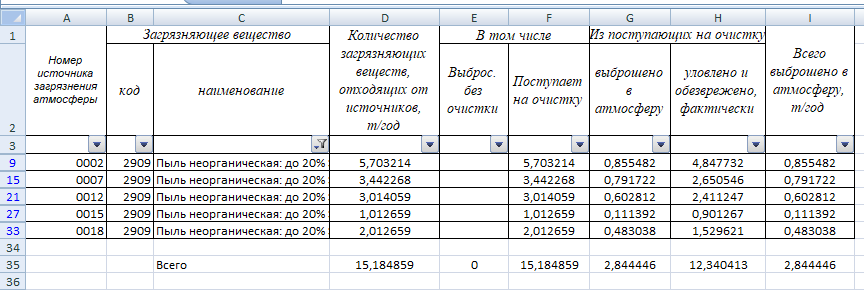 A B C D E F G H I
1 Загрязняющее вещество В том числе Из поступающих на очистку
Номер источника загрязнения атмосферы код наименование Количество загрязняющих веществ, отходящих от источников, т/год Выброс. без очистки Поступает на очистку выброшено в атмосферу уловлено и обезврежено, фактически Всего выброшено в атмосферу, т/год
2
3
9 0002 2909 Пыль неорганическая: до 20% 5,703214 5,703214 0,855482 4,847732 0,855482
15 0007 2909 Пыль неорганическая: до 20% 3,442268 3,442268 0,791722 2,650546 0,791722
21 0012 2909 Пыль неорганическая: до 20% 3,014059 3,014059 0,602812 2,411247 0,602812
27 0015 2909 Пыль неорганическая: до 20% 1,012659 1,012659 0,111392 0,901267 0,111392
33 0018 2909 Пыль неорганическая: до 20% 2,012659 2,012659 0,483038 1,529621 0,483038
34
35 Всего 15,184859 0 15,184859 2,844446 12,340413 2,844446
36